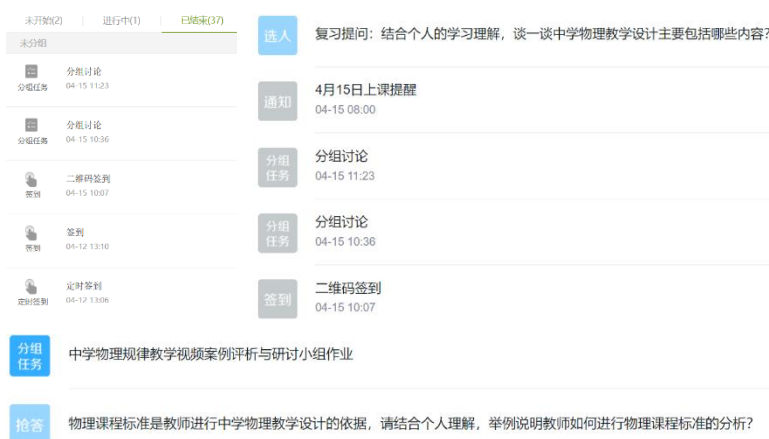 未开始(2) 进行中(1) 已结束(37)
未分组
分组任务
分组讨论
04-15 11:23
分组任务
分组讨论
04-15 10:36
签到
二维码签到
04-15 10:07
签到
签到
04-12 13:10
定时签到
定时签到
04-12 13:06
选人
复习提问：结合个人的学习理解，谈一谈中学物理教学设计主要包括哪些内容?
通知
4月15日上课提醒
04-15 08:00
分组
任务
分组讨论
04-15 11:23
分组
任务
分组讨论
04-15 10:36
签到
二维码签到
04-15 10:07
分组
任务
中学物理规律教学视频案例评析与研讨小组作业
抢答
物理课程标准是教师进行中学物理教学设计的依据，请结合个人理解，举例说明教师如何进行物理课程标准的分析?